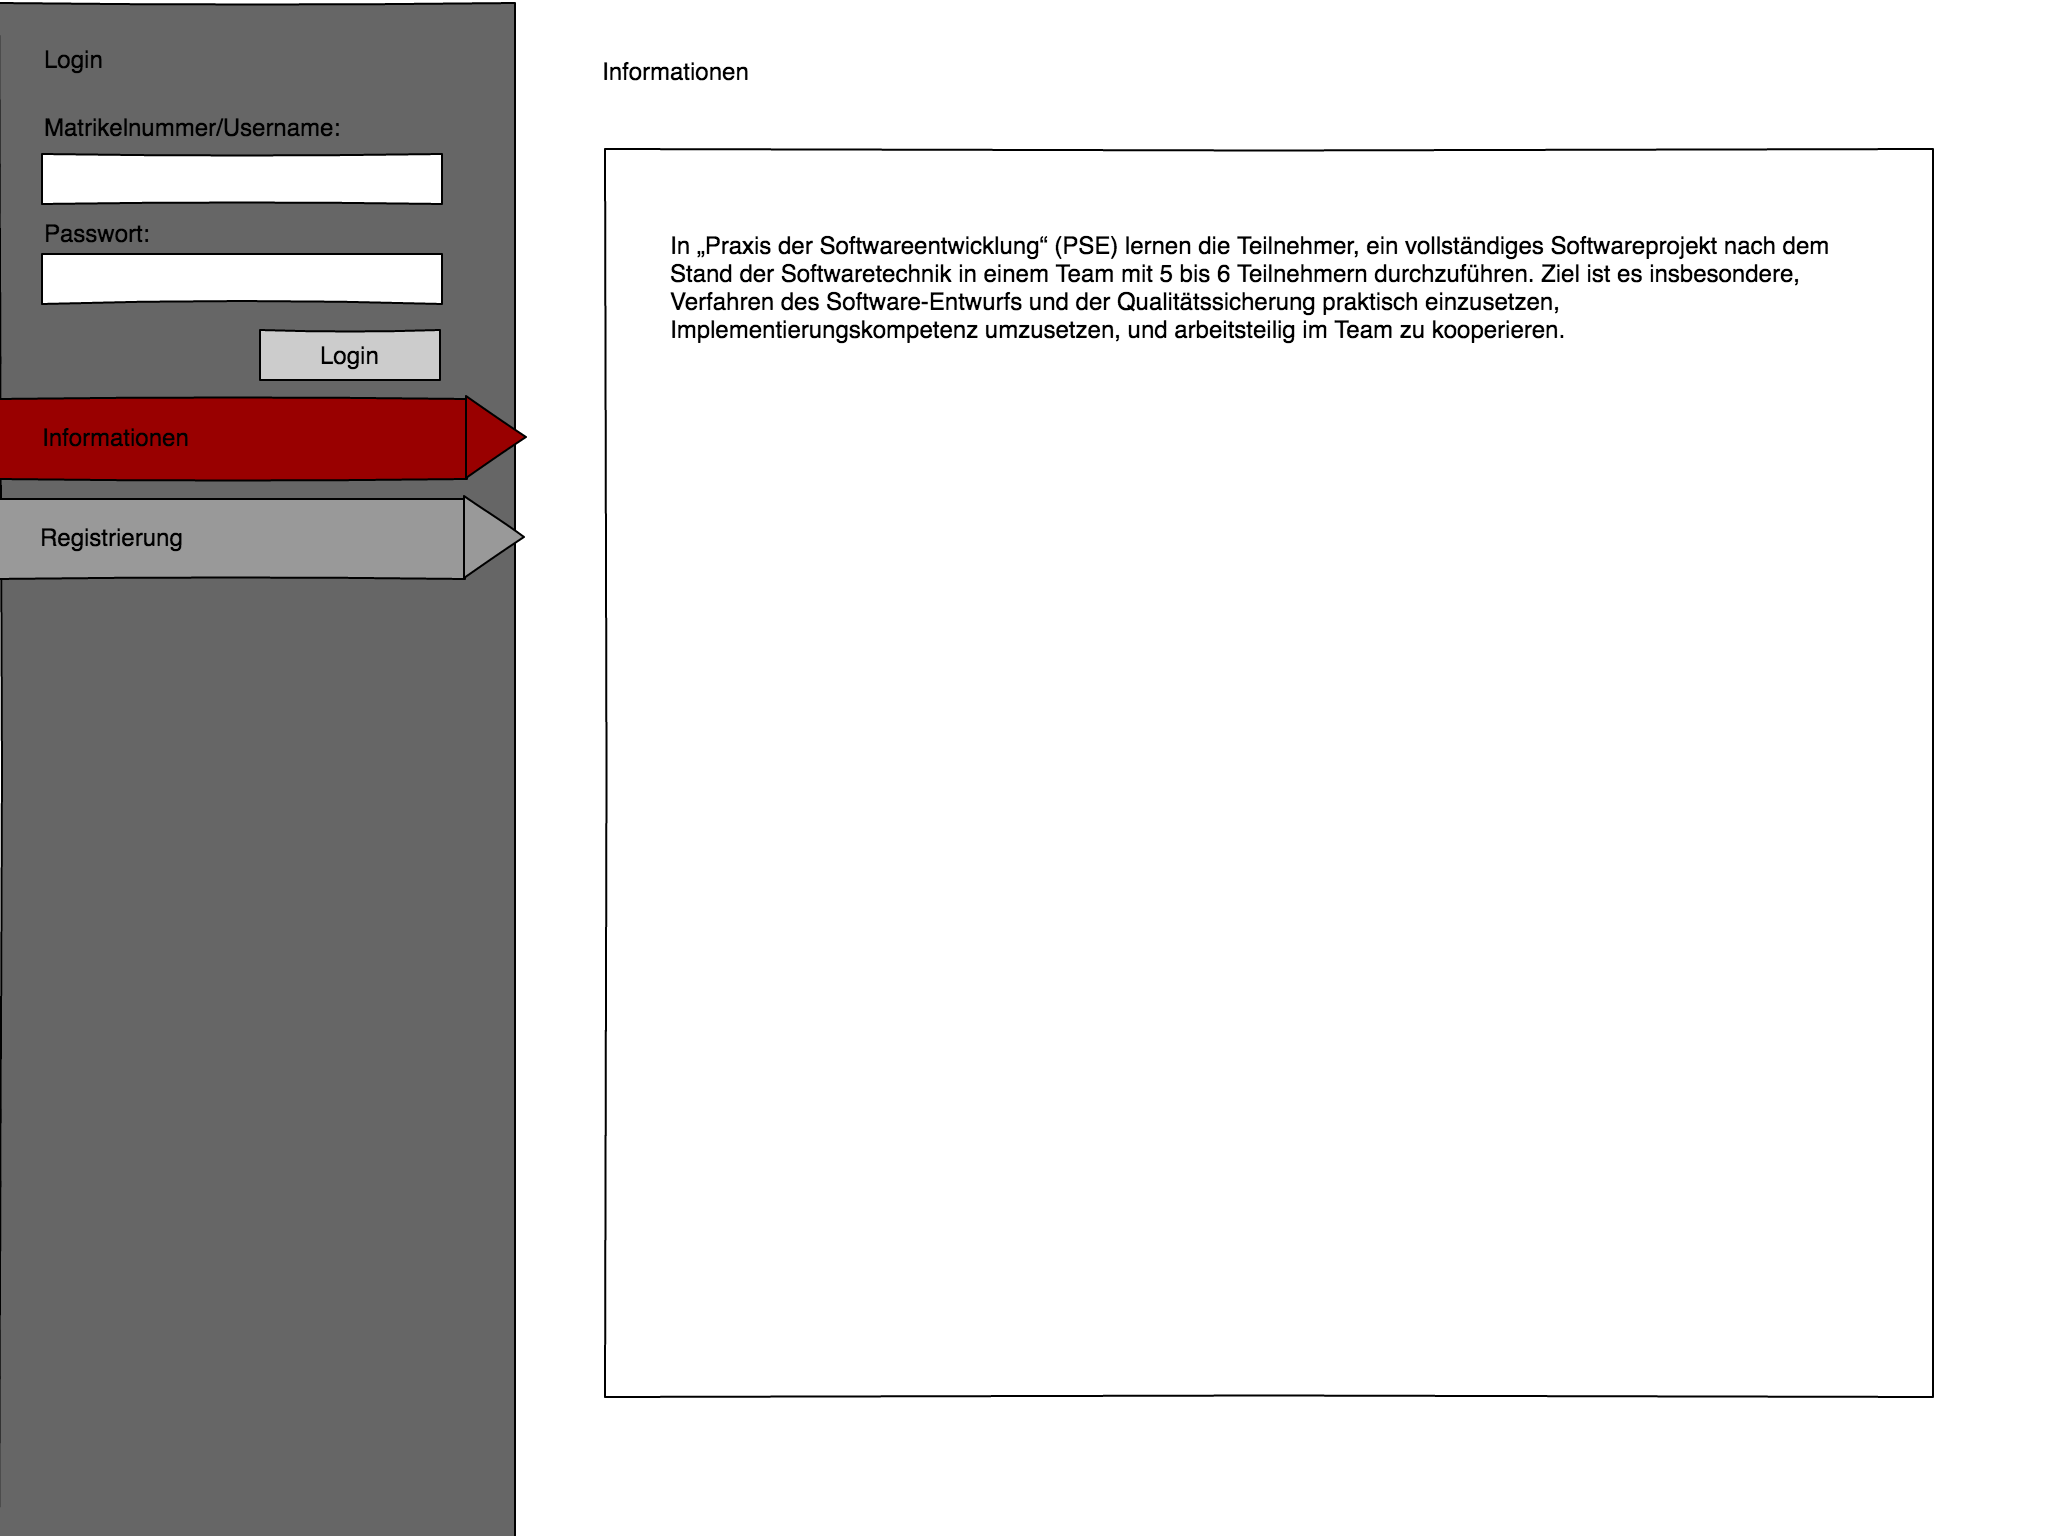 Login
Matrikelnummer/Username:
Passwort:
Login
Informationen
Registrierung
Informationen
In „Praxis der Softwareentwicklung“ (PSE) lernen die Teilnehmer, ein vollständiges Softwareprojekt nach dem
Stand der Softwaretechnik in einem Team mit 5 bis 6 Teilnehmern durchzuführen. Ziel ist es insbesondere,
Verfahren des Software-Entwurfs und der Qualitätssicherung praktisch einzusetzen,
Implementierungskompetenz umzusetzen, und arbeitsteilig im Team zu kooperieren.